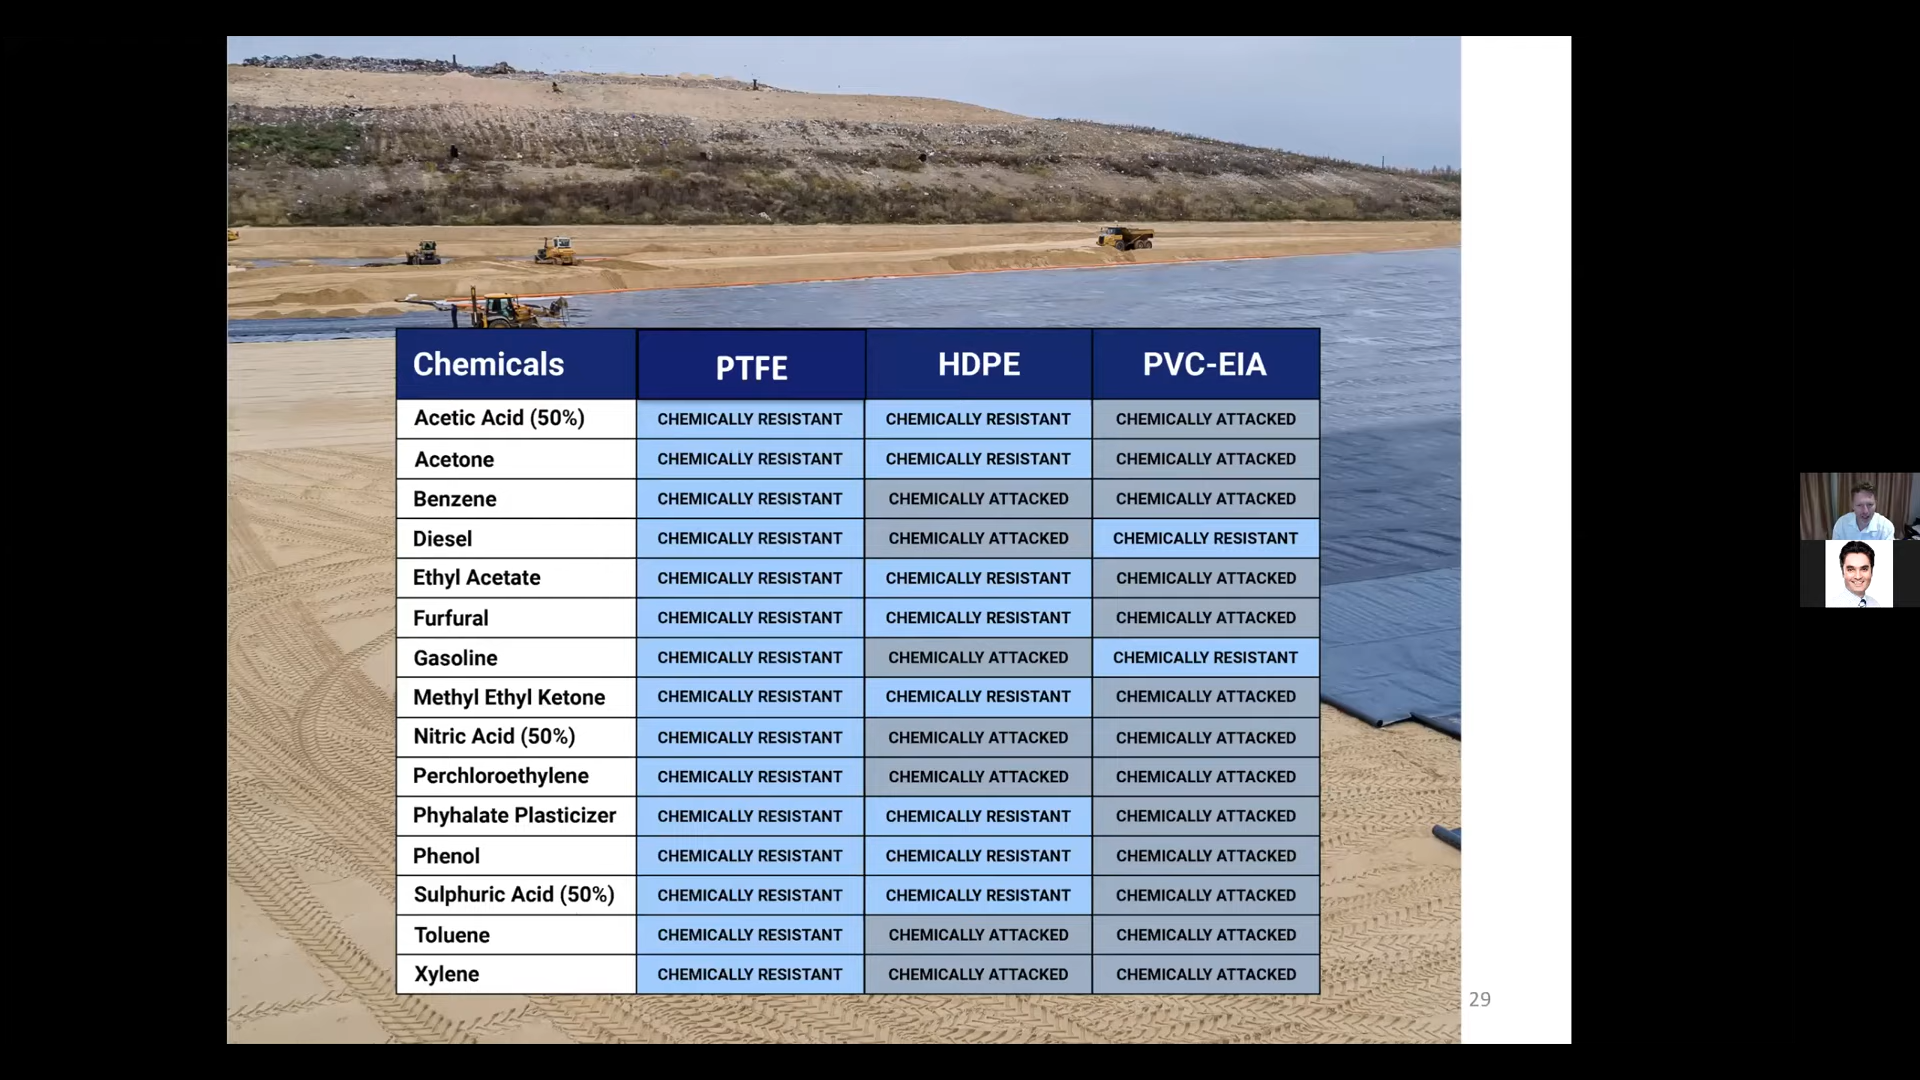 Chemicals PTFE HDPE PVC-EIA
Acetic Acid (50%) CHEMICALLY RESISTANT CHEMICALLY RESISTANT CHEMICALLY ATTACKED
Acetone CHEMICALLY RESISTANT CHEMICALLY RESISTANT CHEMICALLY ATTACKED
Benzene CHEMICALLY RESISTANT CHEMICALLY ATTACKED CHEMICALLY ATTACKED
Diesel CHEMICALLY RESISTANT CHEMICALLY ATTACKED CHEMICALLY RESISTANT
Ethyl Acetate CHEMICALLY RESISTANT CHEMICALLY RESISTANT CHEMICALLY ATTACKED
Furfural CHEMICALLY RESISTANT CHEMICALLY RESISTANT CHEMICALLY ATTACKED
Gasoline CHEMICALLY RESISTANT CHEMICALLY ATTACKED CHEMICALLY RESISTANT
Methyl Ethyl Ketone CHEMICALLY RESISTANT CHEMICALLY RESISTANT CHEMICALLY ATTACKED
Nitric Acid (50%) CHEMICALLY RESISTANT CHEMICALLY ATTACKED CHEMICALLY ATTACKED
Perchloroethylene CHEMICALLY RESISTANT CHEMICALLY ATTACKED CHEMICALLY ATTACKED
Phyhalate Plasticizer CHEMICALLY RESISTANT CHEMICALLY RESISTANT CHEMICALLY ATTACKED
Phenol CHEMICALLY RESISTANT CHEMICALLY RESISTANT CHEMICALLY ATTACKED
Sulphuric Acid (50%) CHEMICALLY RESISTANT CHEMICALLY RESISTANT CHEMICALLY ATTACKED
Toluene CHEMICALLY RESISTANT CHEMICALLY ATTACKED CHEMICALLY ATTACKED
Xylene CHEMICALLY RESISTANT CHEMICALLY ATTACKED CHEMICALLY ATTACKED
29